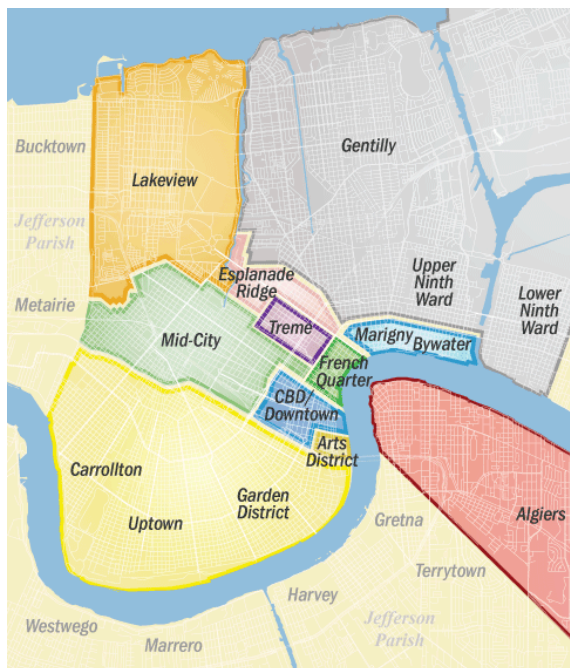 Bucktown
Lakeview
Gentilly
Jefferson
Parish
Metairie
Esplanade
Ridge
Upper
Ninth
Ward
Lower
Ninth
Ward
Mid-City
Treme
Marigny
Bywater
French
Quarter
CBD/
Downtown
Arts
District
Carrollton
Uptown
Garden
District
Algiers
Gretna
Terrytown
Harvey
Westwego
Marrero
Jefferson
Parish